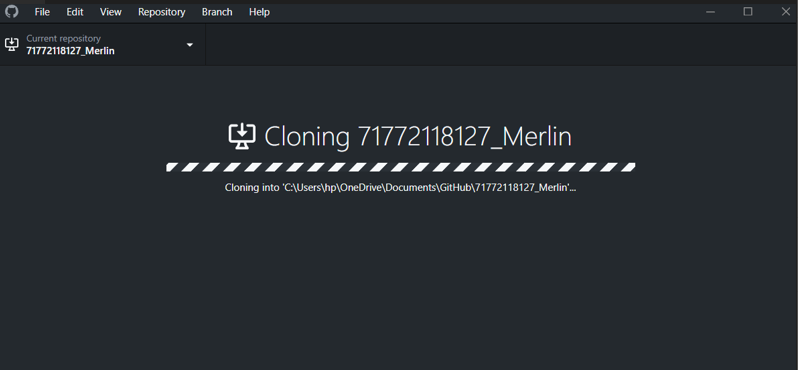 File Edit View Repository Branch Help
Current repository
71772118127_Merlin
Cloning 71772118127_Merlin
Cloning into 'C:\Users\hp\OneDrive\Documents\GitHub\71772118127_Merlin'...